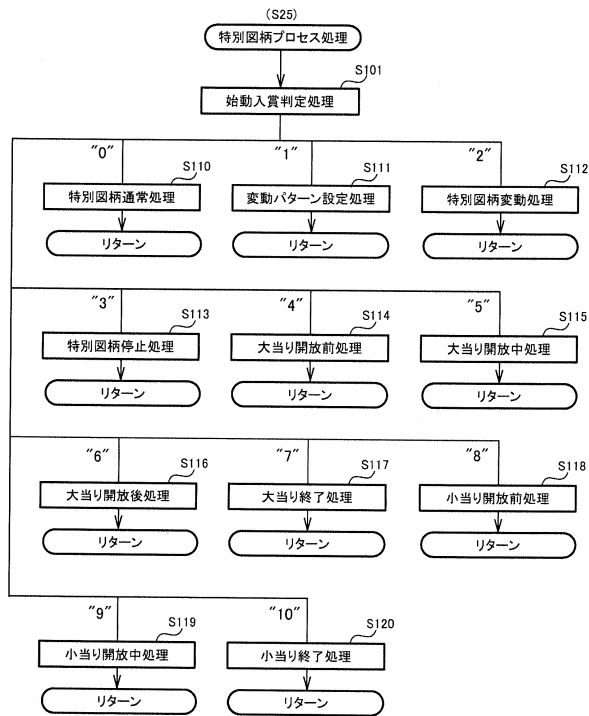 (S25)
特別図柄プロセス処理
S101
始動入賞判定処理
"0" "1" "2"
S110 S111 S112
特別図柄通常処理 変動パターン設定処理 特別図柄変動処理
リターン リターン リターン
"3" "4" "5"
S113 S114 S115
特別図柄停止処理 大当り開放前処理 大当り開放中処理
リターン リターン リターン
"6" "7" "8"
S116 S117 S118
大当り開放後処理 大当り終了処理 小当り開放前処理
リターン リターン リターン
"9" "10"
S119 S120
小当り開放中処理 小当り終了処理
リターン リターン